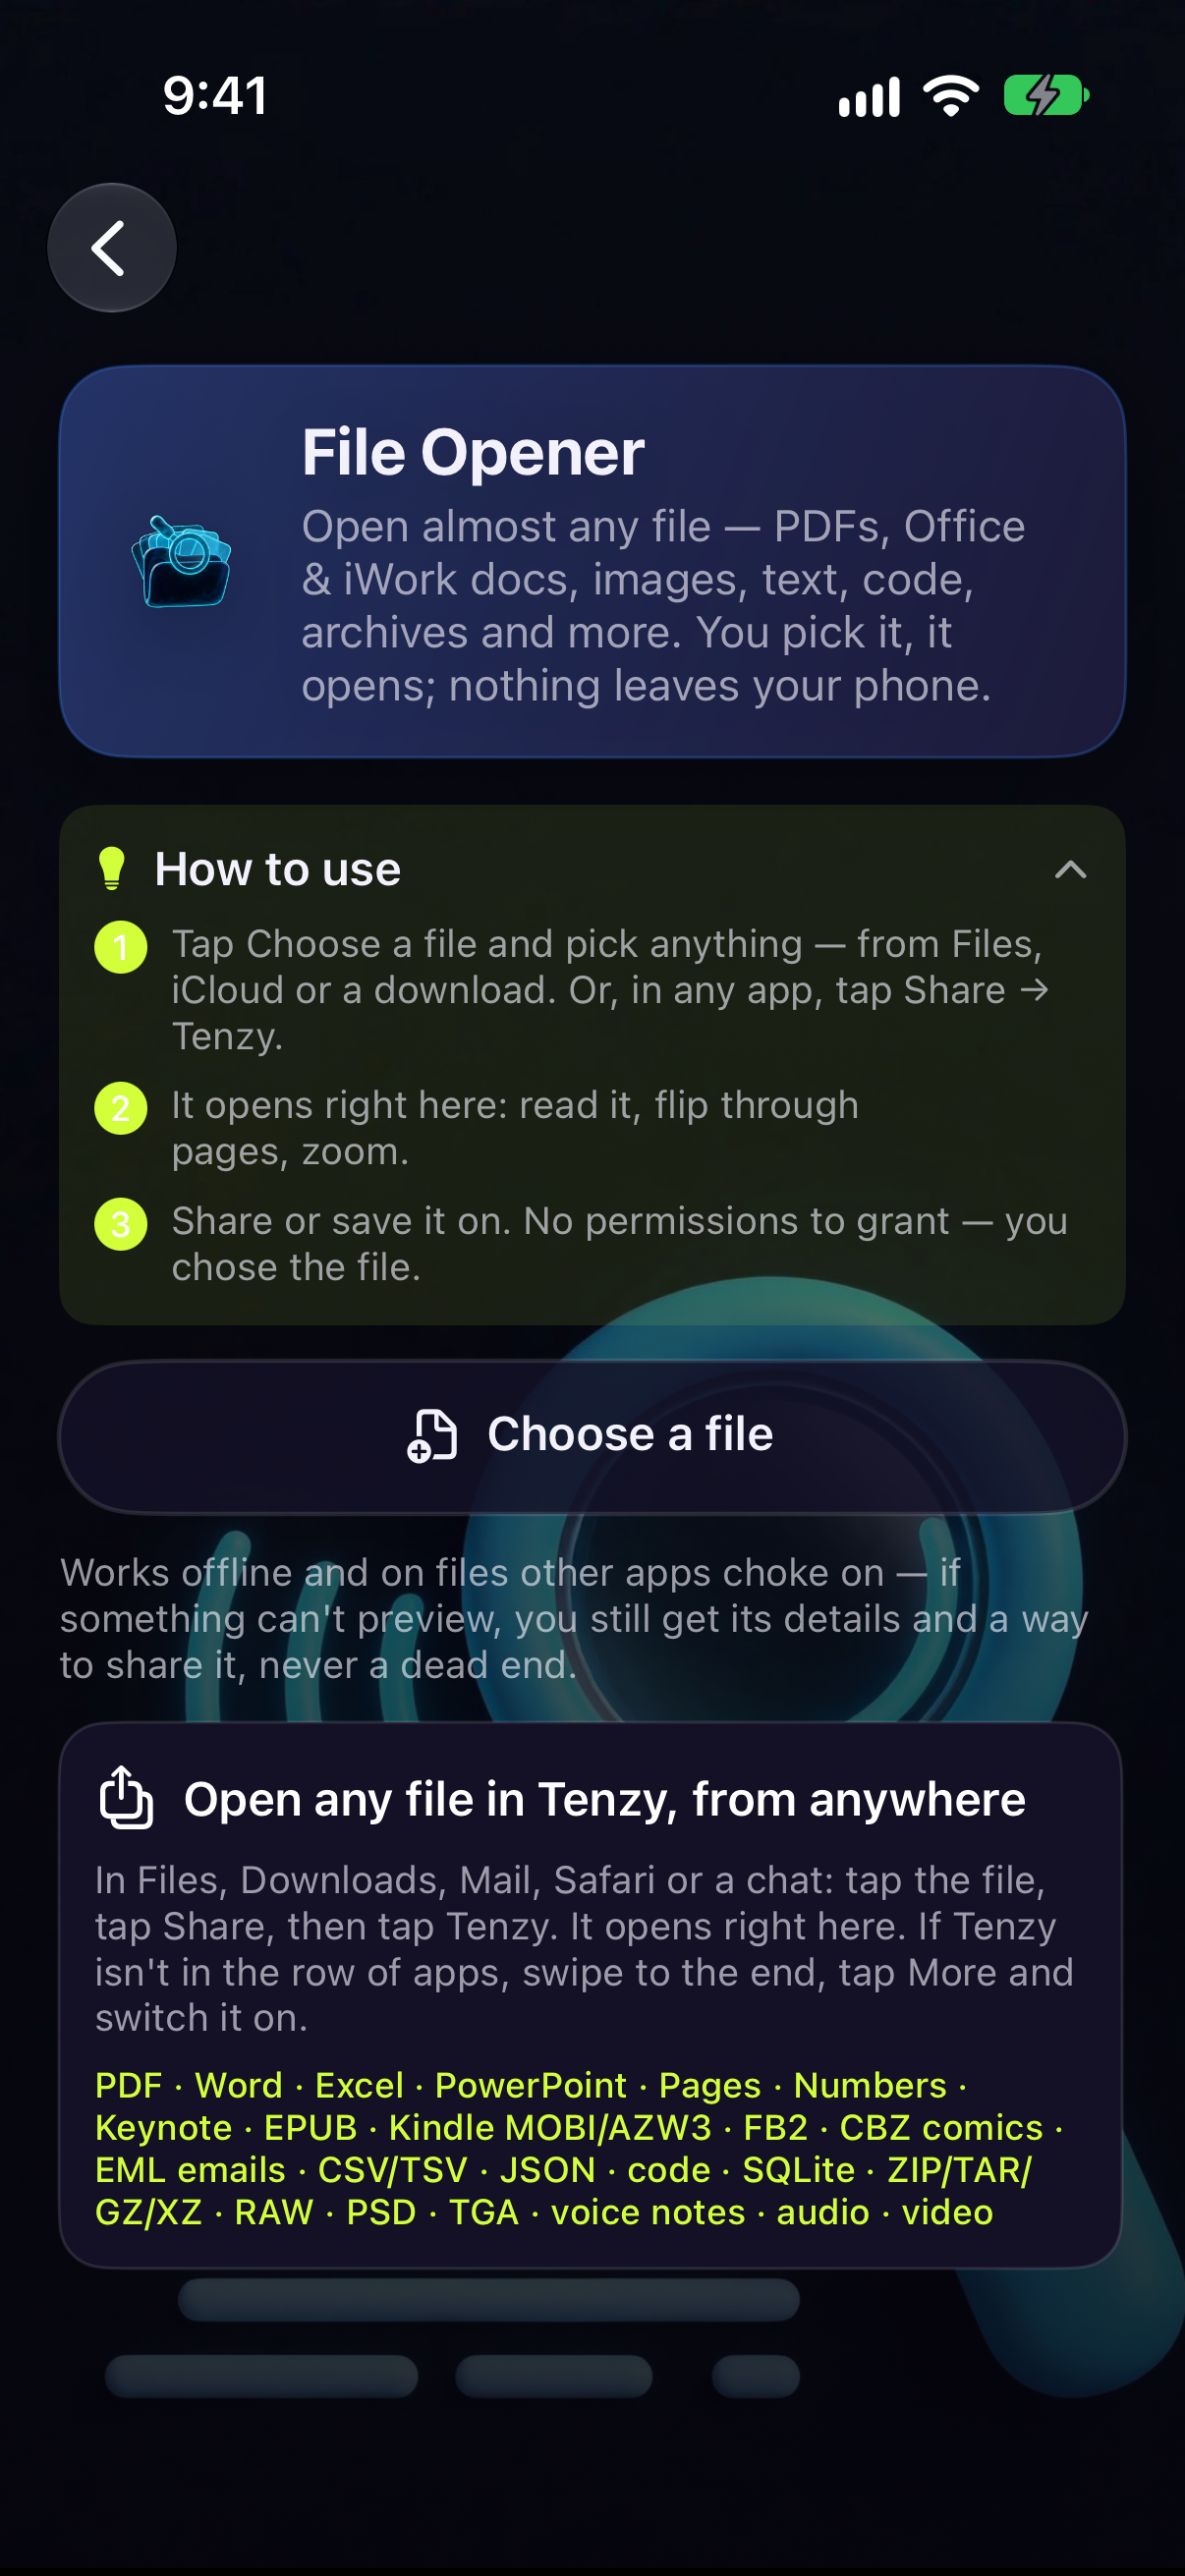 9:41
File Opener
Open almost any file — PDFs, Office
& iWork docs, images, text, code,
archives and more. You pick it, it
opens; nothing leaves your phone.
How to use
1 Tap Choose a file and pick anything — from Files,
iCloud or a download. Or, in any app, tap Share →
Tenzy.
2 It opens right here: read it, flip through
pages, zoom.
3 Share or save it on. No permissions to grant — you
chose the file.
Choose a file
Works offline and on files other apps choke on — if
something can't preview, you still get its details and a way
to share it, never a dead end.
Open any file in Tenzy, from anywhere
In Files, Downloads, Mail, Safari or a chat: tap the file,
tap Share, then tap Tenzy. It opens right here. If Tenzy
isn't in the row of apps, swipe to the end, tap More and
switch it on.
PDF · Word · Excel · PowerPoint · Pages · Numbers ·
Keynote · EPUB · Kindle MOBI/AZW3 · FB2 · CBZ comics ·
EML emails · CSV/TSV · JSON · code · SQLite · ZIP/TAR/
GZ/XZ · RAW · PSD · TGA · voice notes · audio · video